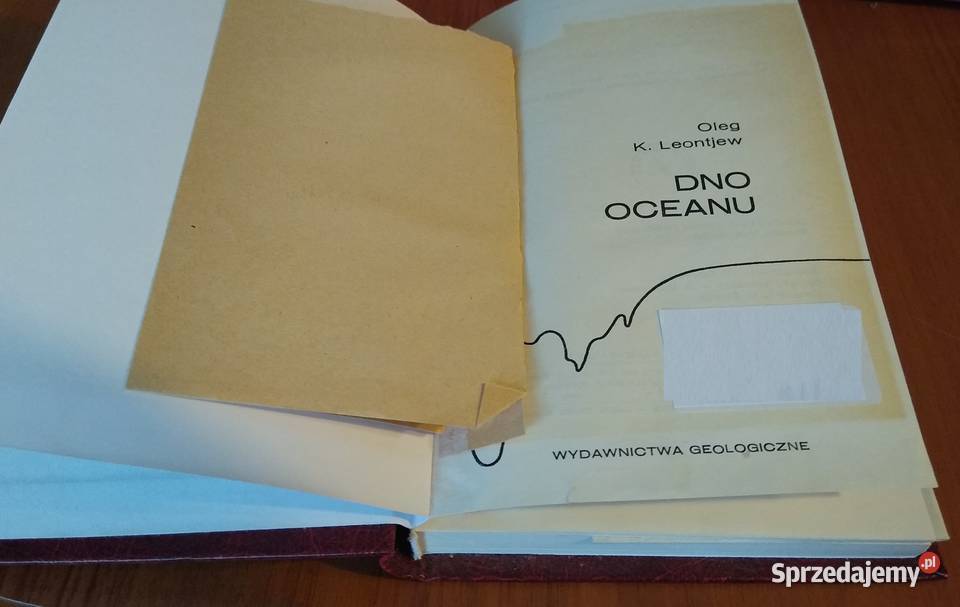 Oleg
K. Leontjew
DNO
OCEANU
WYDAWNICTWA GEOLOGICZNE
Sprzedajemy.pl